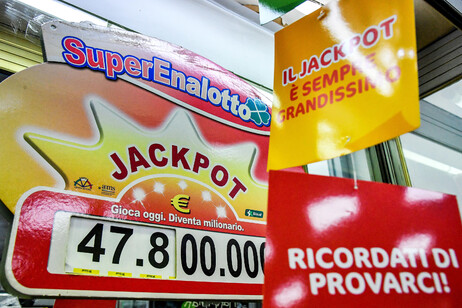 SuperEnalotto
JACKPOT
€
Gioca oggi. Diventa milionario.
47.800.000
IL JACKPOT
È SEMPRE
GRANDISSIMO
RICORDATI DI
PROVARCI!